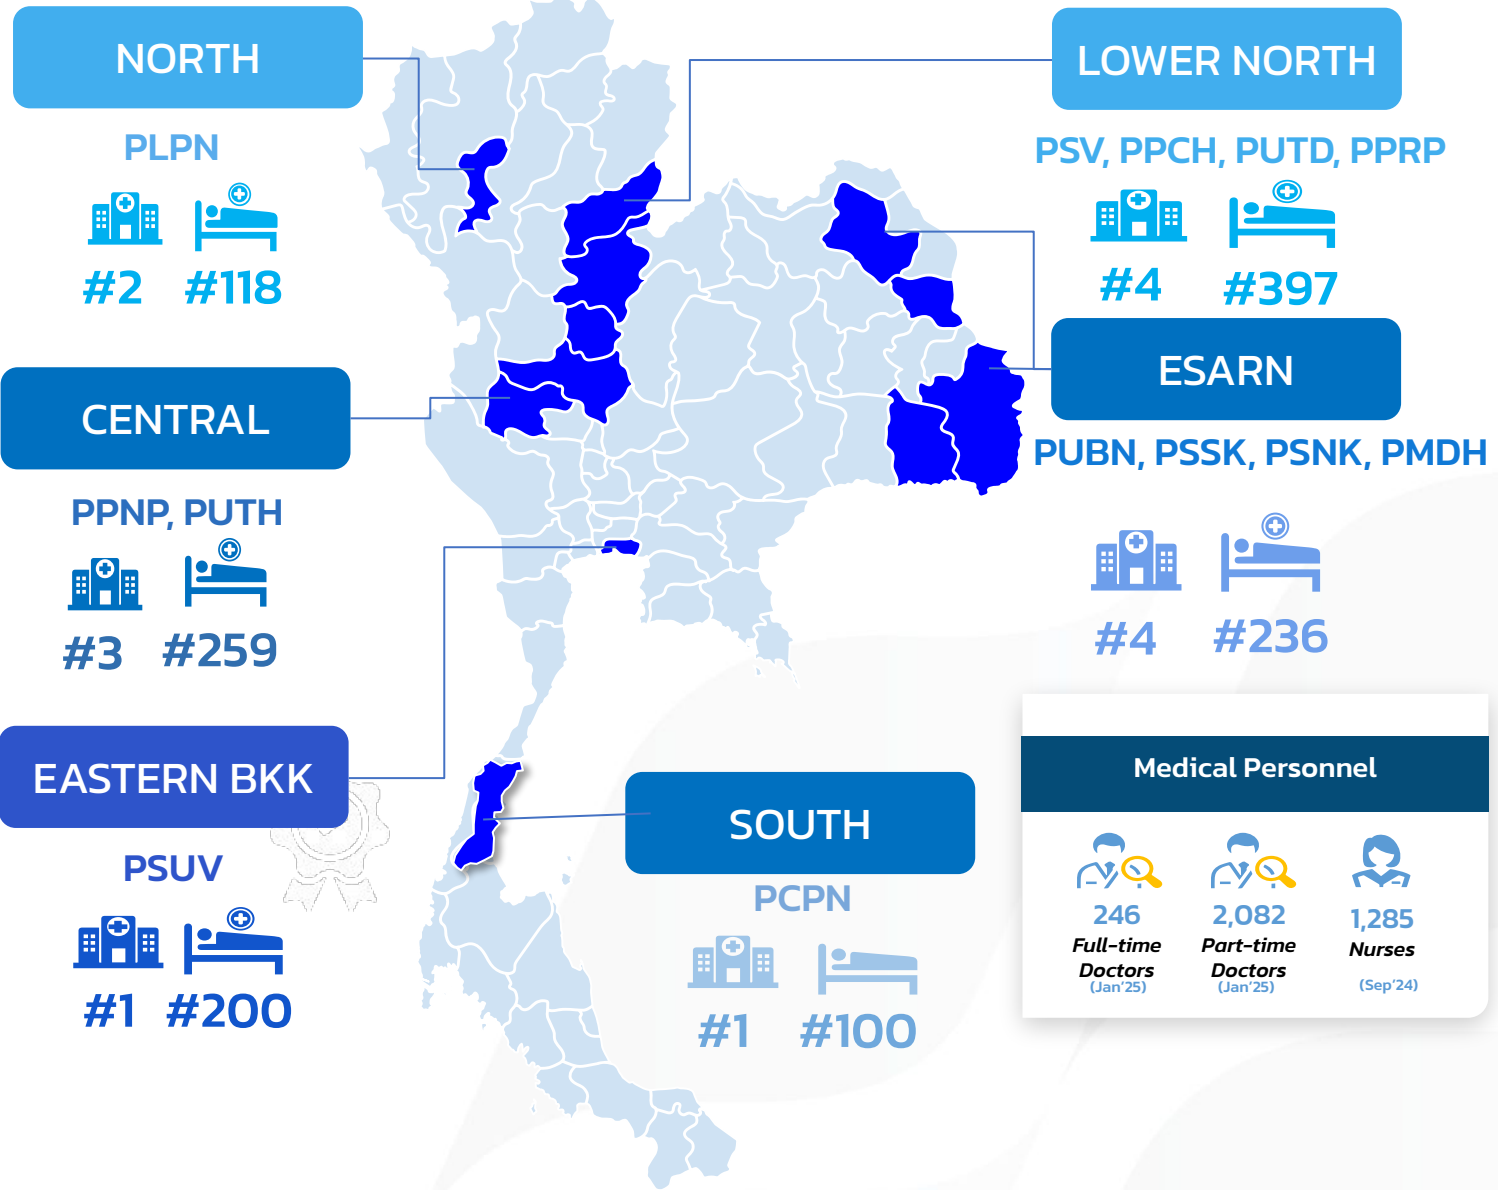 NORTH
PLPN
#2 #118
LOWER NORTH
PSV, PPCH, PUTD, PPRP
#4 #397
CENTRAL
PPNP, PUTH
#3 #259
ESARN
PUBN, PSSK, PSNK, PMDH
#4 #236
EASTERN BKK
PSUV
#1 #200
SOUTH
PCPN
#1 #100
Medical Personnel
246 2,082 1,285
Full-time Part-time Nurses
Doctors Doctors
(Jan'25) (Jan'25) (Sep'24)